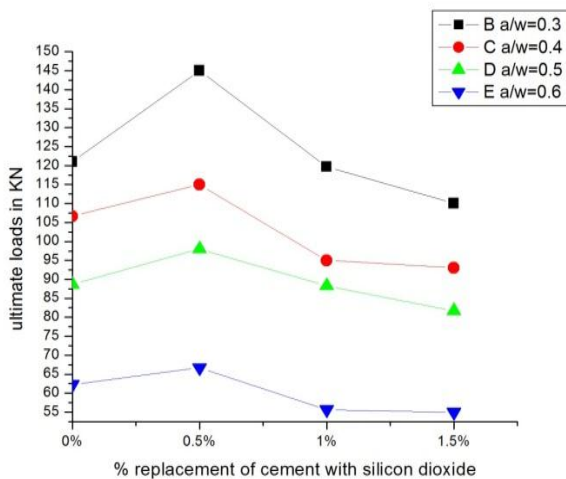 B a/w=0.3
C a/w=0.4
D a/w=0.5
E a/w=0.6
150
145
140
135
130
125
120
115
110
105
100
95
90
85
80
75
70
65
60
55
ultimate loads in KN
0% 0.5% 1% 1.5%
% replacement of cement with silicon dioxide